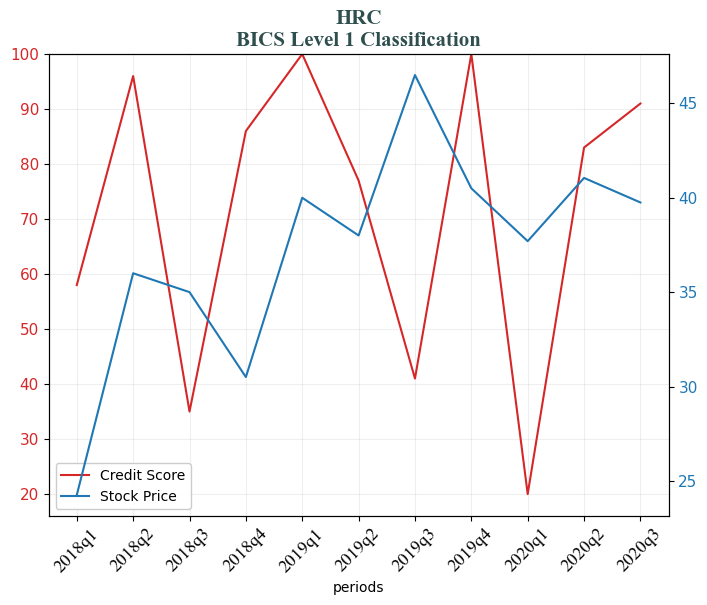 HRC
BICS Level 1 Classification
100
90
80
70
60
50
40
30
20
45
40
35
30
25
Credit Score
Stock Price
2018q1
2018q2
2018q3
2018q4
2019q1
2019q2
2019q3
2019q4
2020q1
2020q2
2020q3
periods